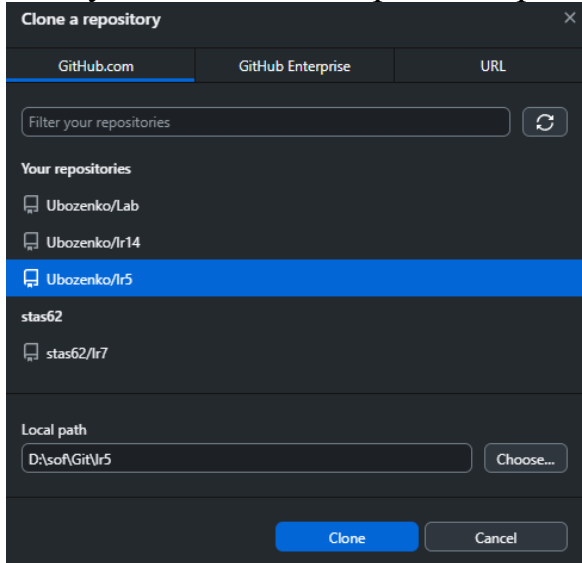 Clone a repository
GitHub.com
GitHub Enterprise
URL
Filter your repositories
Your repositories
Ubozenko/Lab
Ubozenko/lr14
Ubozenko/lr5
stas62
stas62/lr7
Local path
D:\sof\Git\lr5
Choose...
Clone
Cancel